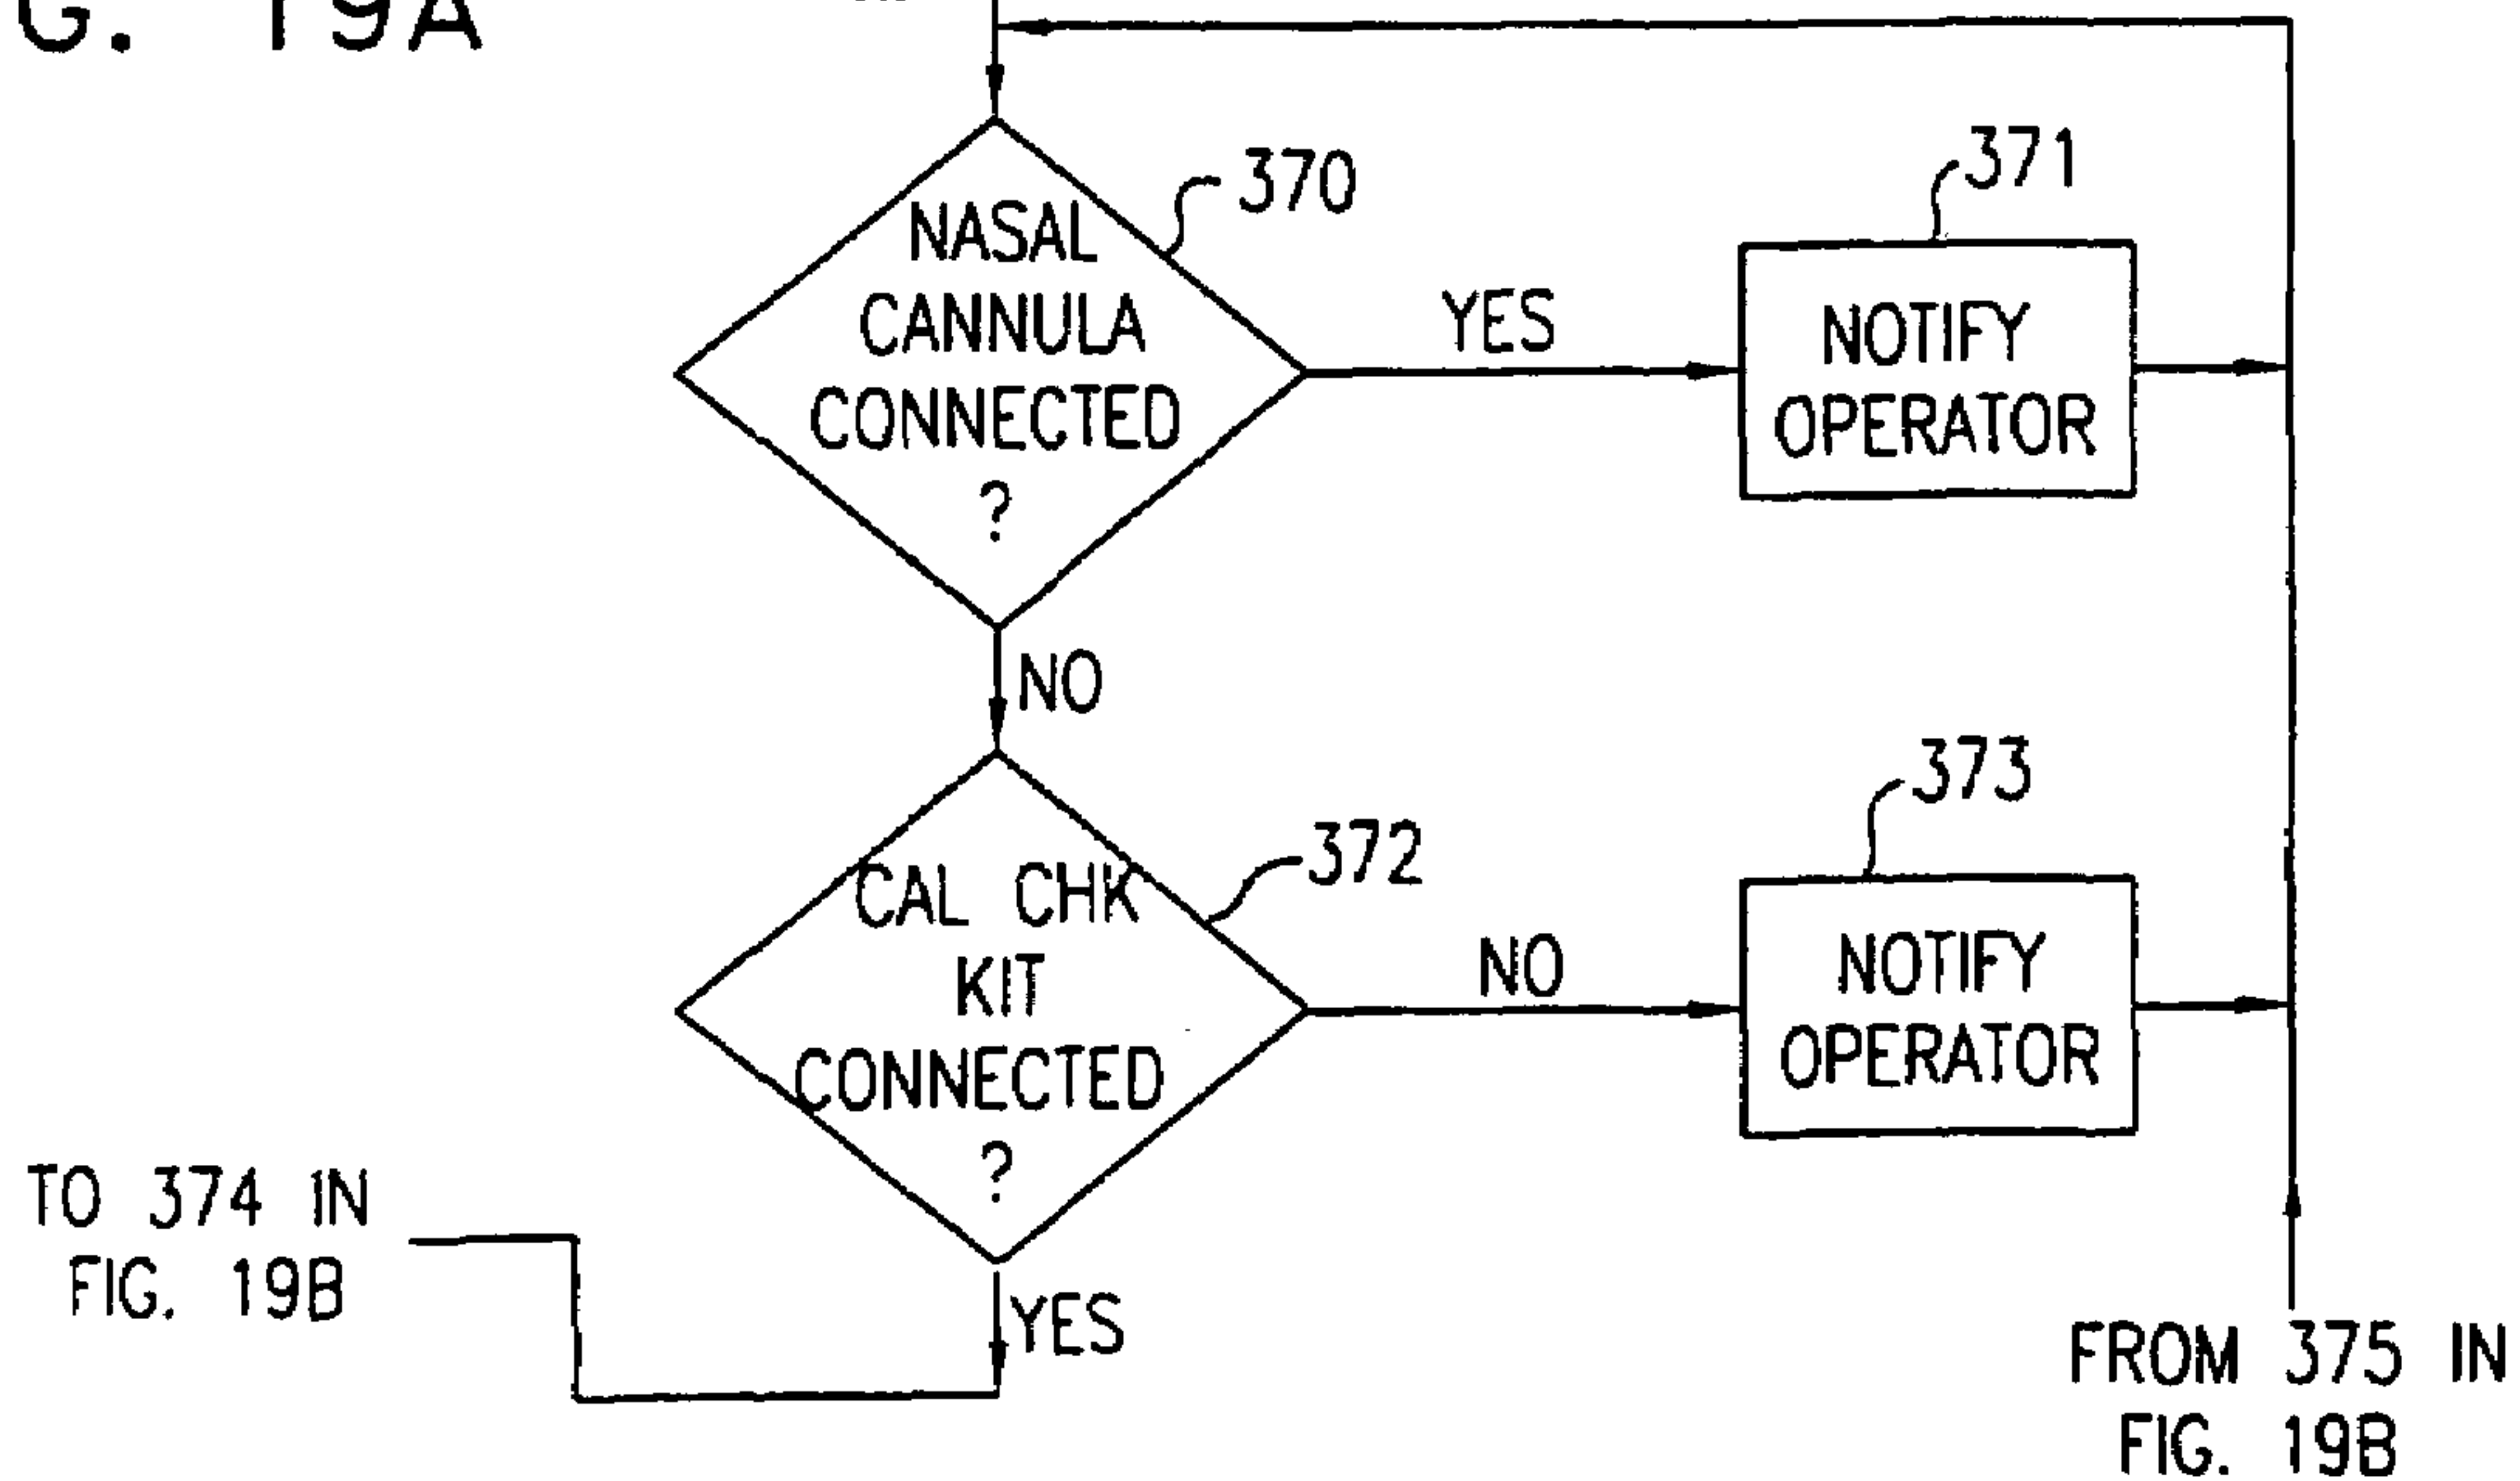 G. 19A
370
NASAL
CANNULA
CONNECTED
?
YES
371
NOTIFY
OPERATOR
NO
372
CAL CHK
KIT
CONNECTED
?
NO
373
NOTIFY
OPERATOR
TO 374 IN
FIG. 19B
YES
FROM 375 IN
FIG. 19B